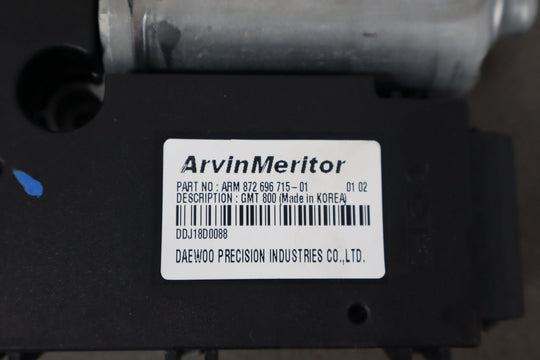 ArvinMeritor
PART NO : ARM 872 696 715-01 01 02
DESCRIPTION : GMT 800 (Made in KOREA)
DDJ18D0088
DAEWOO PRECISION INDUSTRIES CO.,LTD.